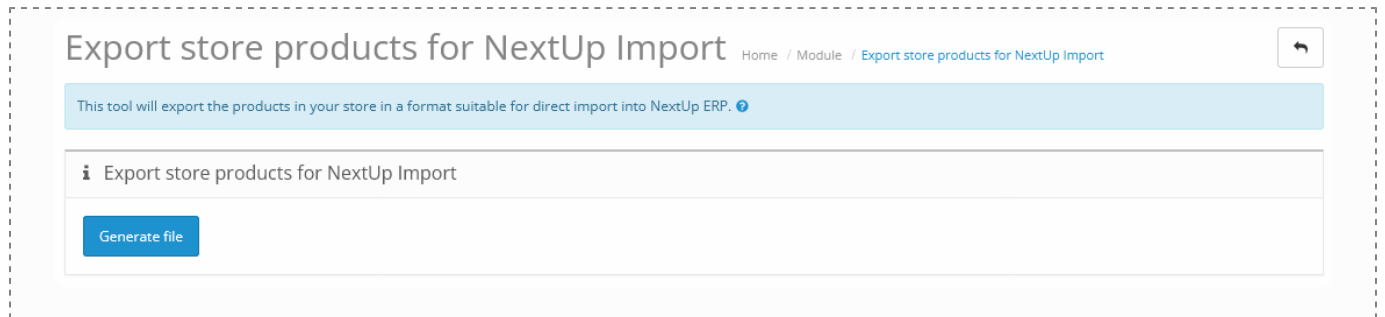 Export store products for NextUp Import Home / Module / Export store products for NextUp Import
This tool will export the products in your store in a format suitable for direct import into NextUp ERP. ?
i Export store products for NextUp Import
Generate file